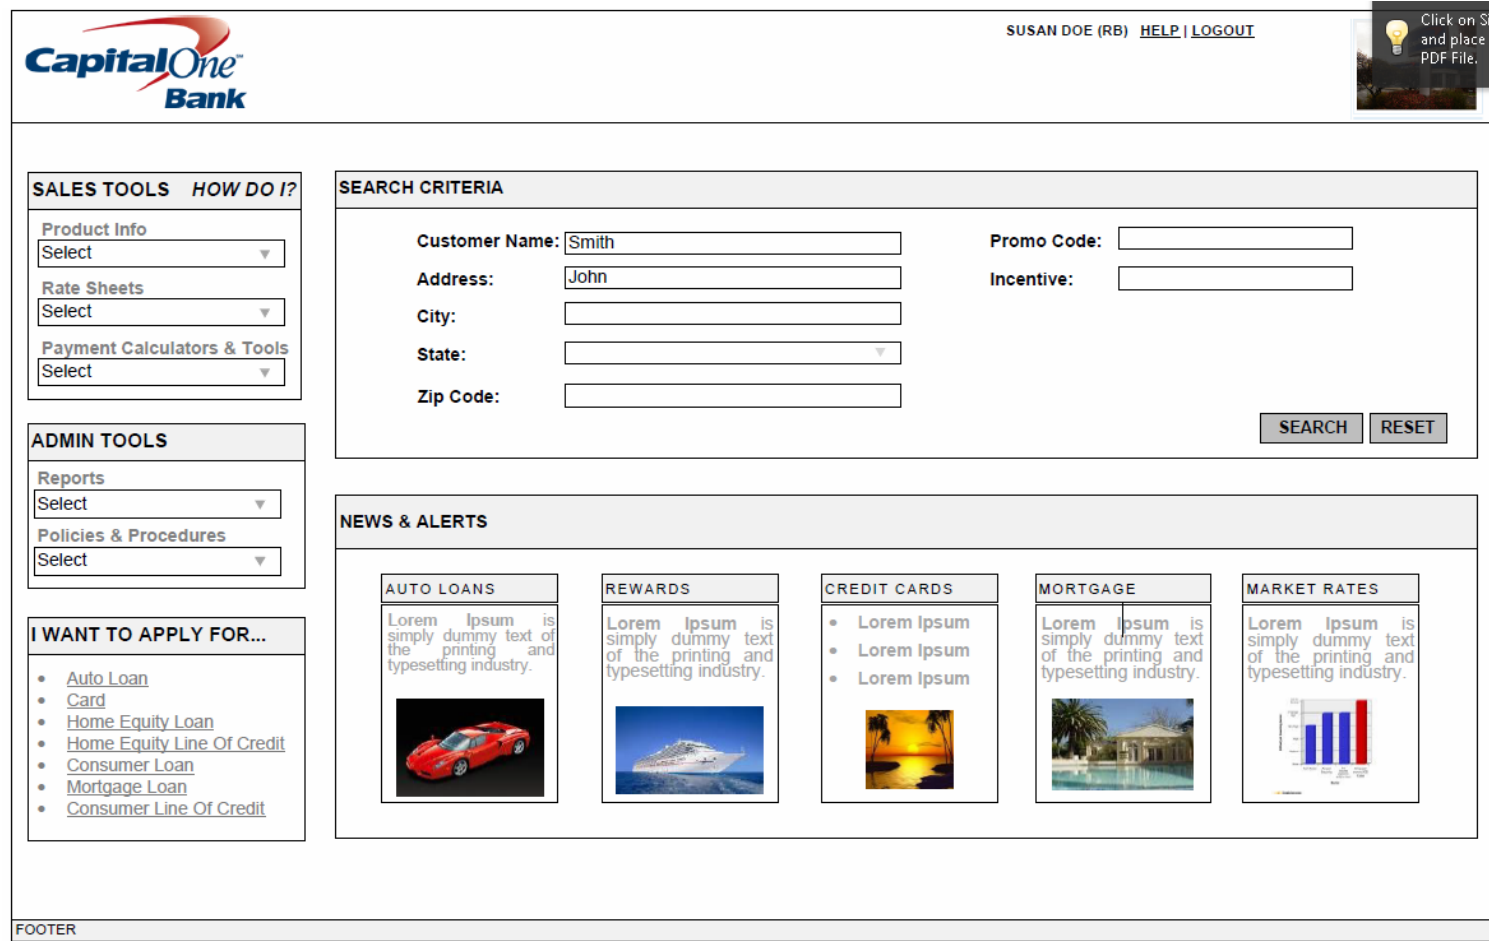 CapitalOne
Bank
SUSAN DOE (RB) HELP | LOGOUT
Click on
and place
PDF File.
SALES TOOLS HOW DO I?
Product Info
Select
Rate Sheets
Select
Payment Calculators & Tools
Select
ADMIN TOOLS
Reports
Select
Policies & Procedures
Select
I WANT TO APPLY FOR...
Auto Loan
Card
Home Equity Loan
Home Equity Line Of Credit
Consumer Loan
Mortgage Loan
Consumer Line Of Credit
SEARCH CRITERIA
Customer Name: Smith
Address: John
City:
State:
Zip Code:
Promo Code:
Incentive:
SEARCH RESET
NEWS & ALERTS
AUTO LOANS
Lorem Ipsum is
simply dummy text of
the printing and
typesetting industry.
REWARDS
Lorem Ipsum is
simply dummy text
of the printing and
typesetting industry.
CREDIT CARDS
Lorem Ipsum
Lorem Ipsum
Lorem Ipsum
MORTGAGE
Lorem Ipsum is
simply dummy text
of the printing and
typesetting industry.
MARKET RATES
Lorem Ipsum is
simply dummy text
of the printing and
typesetting industry.
FOOTER